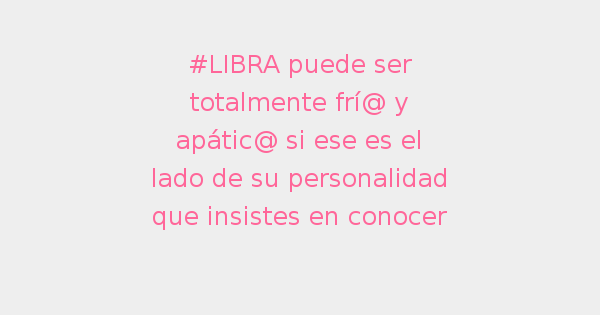 #LIBRA puede ser
totalmente frí@ y
apátic@ si ese es el
lado de su personalidad
que insistes en conocer